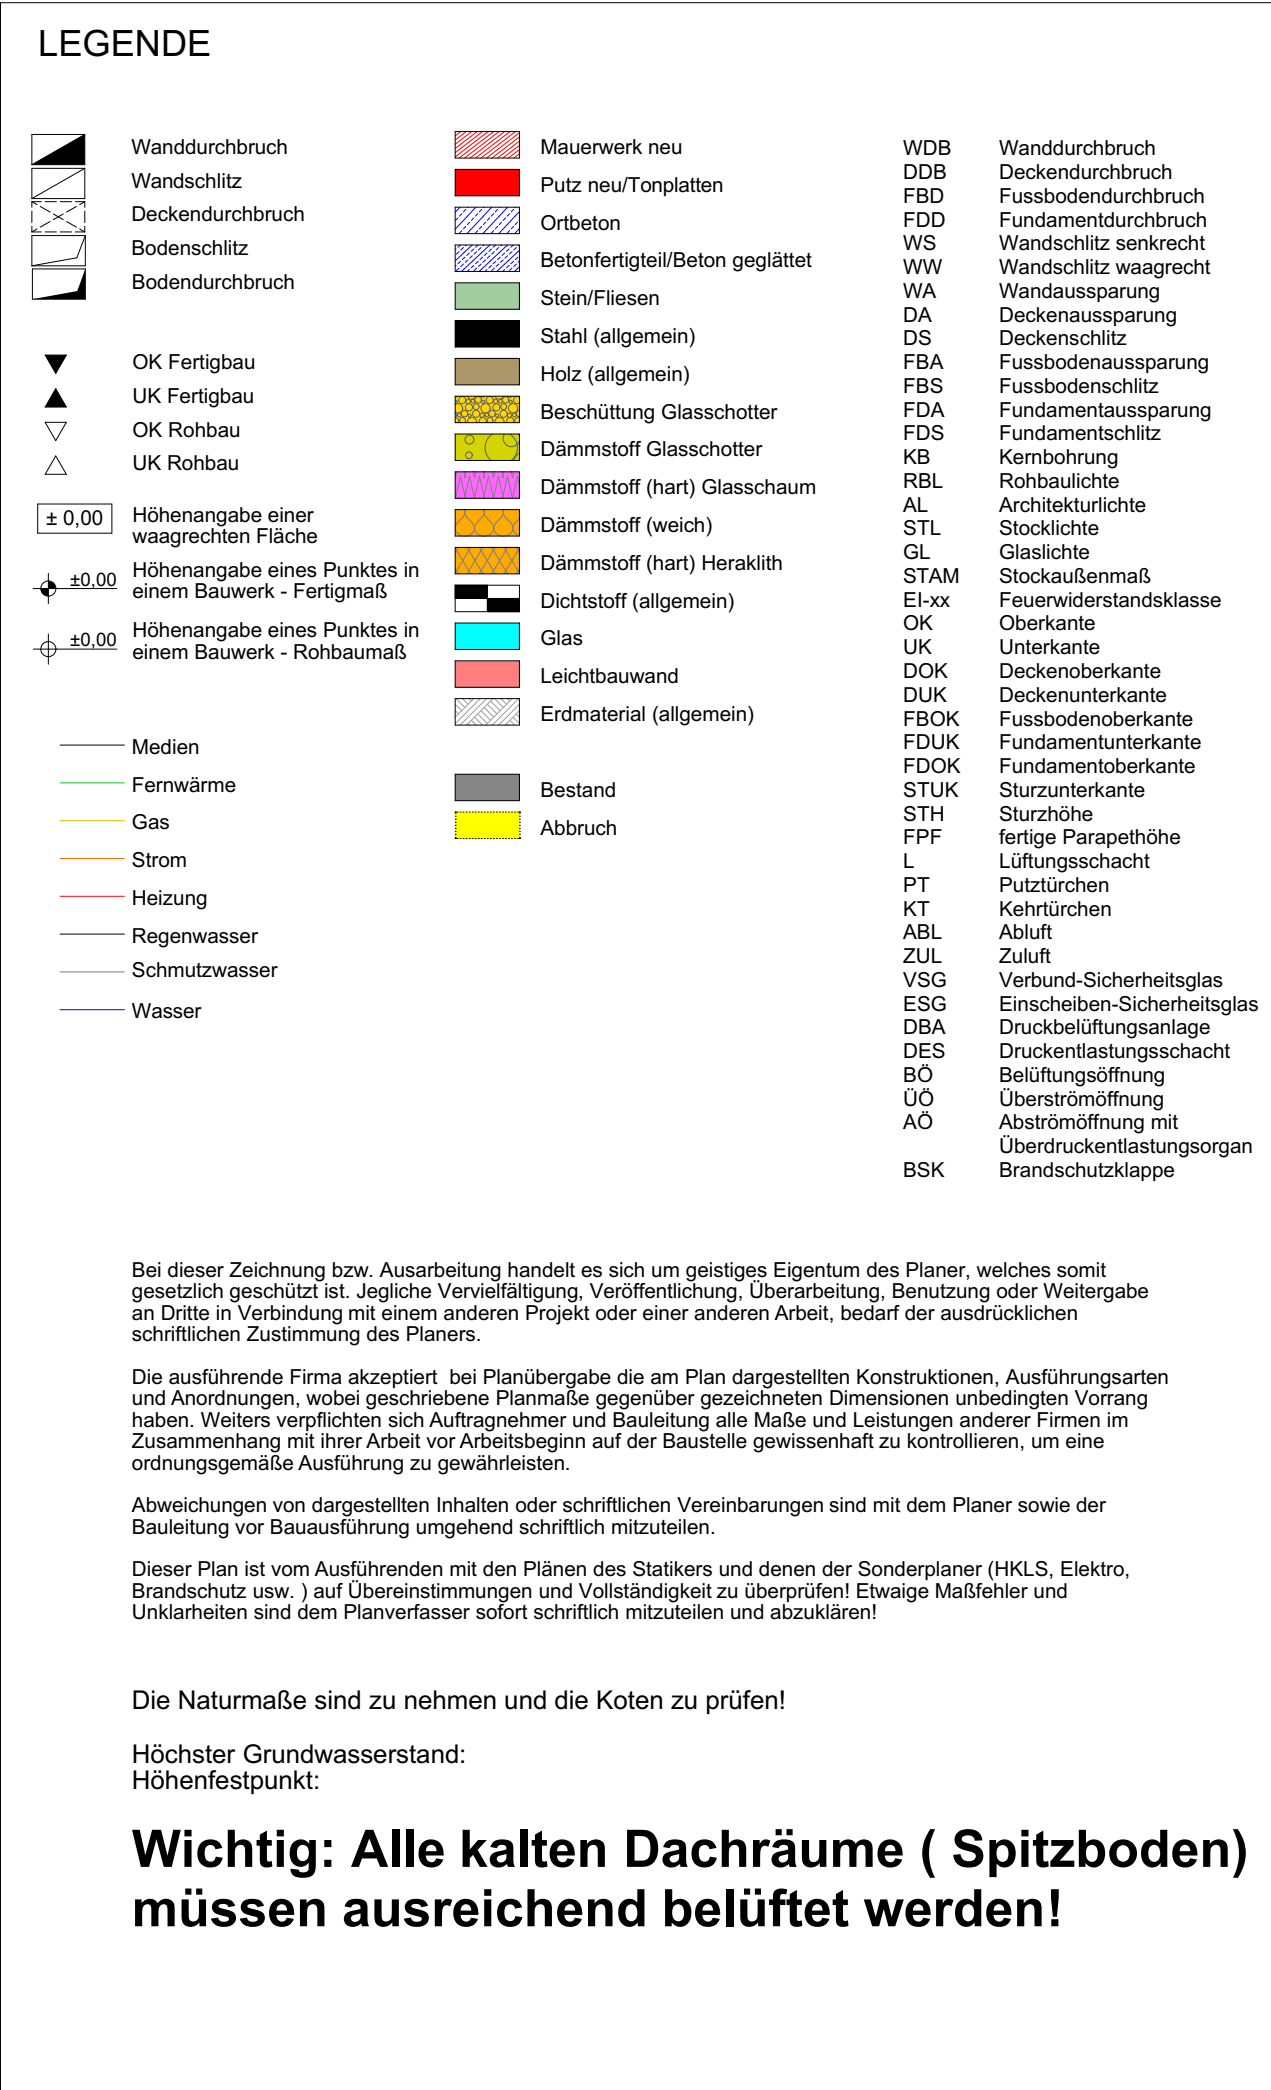 LEGENDE
Wanddurchbruch
Wandschlitz
Deckendurchbruch
Bodenschlitz
Bodendurchbruch
OK Fertigbau
UK Fertigbau
OK Rohbau
UK Rohbau
± 0,00 Höhenangabe einer
waagrechten Fläche
±0,00 Höhenangabe eines Punktes in
einem Bauwerk - Fertigmaß
±0,00 Höhenangabe eines Punktes in
einem Bauwerk - Rohbaumaß
Medien
Fernwärme
Gas
Strom
Heizung
Regenwasser
Schmutzwasser
Wasser
Mauerwerk neu
Putz neu/Tonplatten
Ortbeton
Betonfertigteil/Beton geglättet
Stein/Fliesen
Stahl (allgemein)
Holz (allgemein)
Beschüttung Glasschotter
Dämmstoff Glasschotter
Dämmstoff (hart) Glasschaum
Dämmstoff (weich)
Dämmstoff (hart) Heraklith
Dichtstoff (allgemein)
Glas
Leichtbauwand
Erdmaterial (allgemein)
Bestand
Abbruch
WDB Wanddurchbruch
DDB Deckendurchbruch
FBD Fussbodendurchbruch
FDD Fundamentdurchbruch
WS Wandschlitz senkrecht
WW Wandschlitz waagrecht
WA Wandaussparung
DA Deckenaussparung
DS Deckenschlitz
FBA Fussbodenaussparung
FBS Fussbodenschlitz
FDA Fundamentaussparung
FDS Fundamentschlitz
KB Kernbohrung
RBL Rohbaulichte
AL Architekturlichte
STL Stocklichte
GL Glaslichte
STAM Stockaußenmaß
EI-xx Feuerwiderstandsklasse
OK Oberkante
UK Unterkante
DOK Deckenoberkante
DUK Deckenunterkante
FBOK Fussbodenoberkante
FDUK Fundamentunterkante
FDOK Fundamentoberkante
STUK Sturzunterkante
STH Sturzhöhe
FPF fertige Parapethöhe
L Lüftungsschacht
PT Putztürchen
KT Kehrtürchen
ABL Abluft
ZUL Zuluft
VSG Verbund-Sicherheitsglas
ESG Einscheiben-Sicherheitsglas
DBA Druckbelüftungsanlage
DES Druckentlastungsschacht
BÖ Belüftungsöffnung
ÜÖ Überströmöffnung
AÖ Abströmöffnung mit
Überdruckentlastungsorgan
BSK Brandschutzklappe
Bei dieser Zeichnung bzw. Ausarbeitung handelt es sich um geistiges Eigentum des Planer, welches somit
gesetzlich geschützt ist. Jegliche Vervielfältigung, Veröffentlichung, Überarbeitung, Benutzung oder Weitergabe
an Dritte in Verbindung mit einem anderen Projekt oder einer anderen Arbeit, bedarf der ausdrücklichen
schriftlichen Zustimmung des Planers.
Die ausführende Firma akzeptiert  bei Planübergabe die am Plan dargestellten Konstruktionen, Ausführungsarten
und Anordnungen, wobei geschriebene Planmaße gegenüber gezeichneten Dimensionen unbedingten Vorrang
haben. Weiters verpflichten sich Auftragnehmer und Bauleitung alle Maße und Leistungen anderer Firmen im
Zusammenhang mit ihrer Arbeit vor Arbeitsbeginn auf der Baustelle gewissenhaft zu kontrollieren, um eine
ordnungsgemäße Ausführung zu gewährleisten.
Abweichungen von dargestellten Inhalten oder schriftlichen Vereinbarungen sind mit dem Planer sowie der
Bauleitung vor Bauausführung umgehend schriftlich mitzuteilen.
Dieser Plan ist vom Ausführenden mit den Plänen des Statikers und denen der Sonderplaner (HKLS, Elektro,
Brandschutz usw. ) auf Übereinstimmungen und Vollständigkeit zu überprüfen! Etwaige Maßfehler und
Unklarheiten sind dem Planverfasser sofort schriftlich mitzuteilen und abzuklären!
Die Naturmaße sind zu nehmen und die Koten zu prüfen!
Höchster Grundwasserstand:
Höhenfestpunkt:
Wichtig: Alle kalten Dachräume ( Spitzboden)
müssen ausreichend belüftet werden!